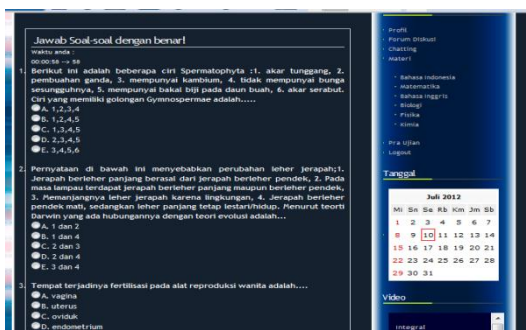 Jawab Soal-soal dengan benar!
Waktu anda :
00:00:58 --> 58
1. Berikut ini adalah beberapa ciri Spermatophyta :1. akar tunggang, 2.
pembuahan ganda, 3. mempunyai kambium, 4. tidak mempunyai bunga
sesungguhnya, 5. mempunyai bakal biji pada daun buah, 6. akar serabut.
Ciri yang memiliki golongan Gymnospermae adalah.....
A. 1,2,3,4
B. 1,2,4,5
C. 1,3,4,5
D. 2,3,4,5
E. 3,4,5,6
2. Pernyataan di bawah ini menyebabkan perubahan leher jerapah;1.
Jerapah berleher panjang berasal dari jerapah berleher pendek, 2. Pada
masa lampau terdapat jerapah berleher panjang maupun berleher pendek,
3. Memanjangnya leher jerapah karena lingkungan, 4. Jerapah berleher
pendek mati, sedangkan leher panjang tetap lestari/hidup. Menurut teorti
Darwin yang ada hubungannya dengan teori evolusi adalah...
A. 1 dan 2
B. 1 dan 4
C. 2 dan 3
D. 2 dan 4
E. 3 dan 4
3. Tempat terjadinya fertilisasi pada alat reproduksi wanita adalah....
A. vagina
B. uterus
C. oviduk
D. endometrium
Profil
Forum Diskusi
Chatting
Materi
Bahasa Indonesia
Matematika
Bahasa Inggris
Biologi
Fisika
Kimia
Pra Ujian
Logout
Tanggal
Juli 2012
Mi Sn Se Rb Km Jm Sb
1 2 3 4 5 6 7
8 9 10 11 12 13 14
15 16 17 18 19 20 21
22 23 24 25 26 27 28
29 30 31
Video
Integral